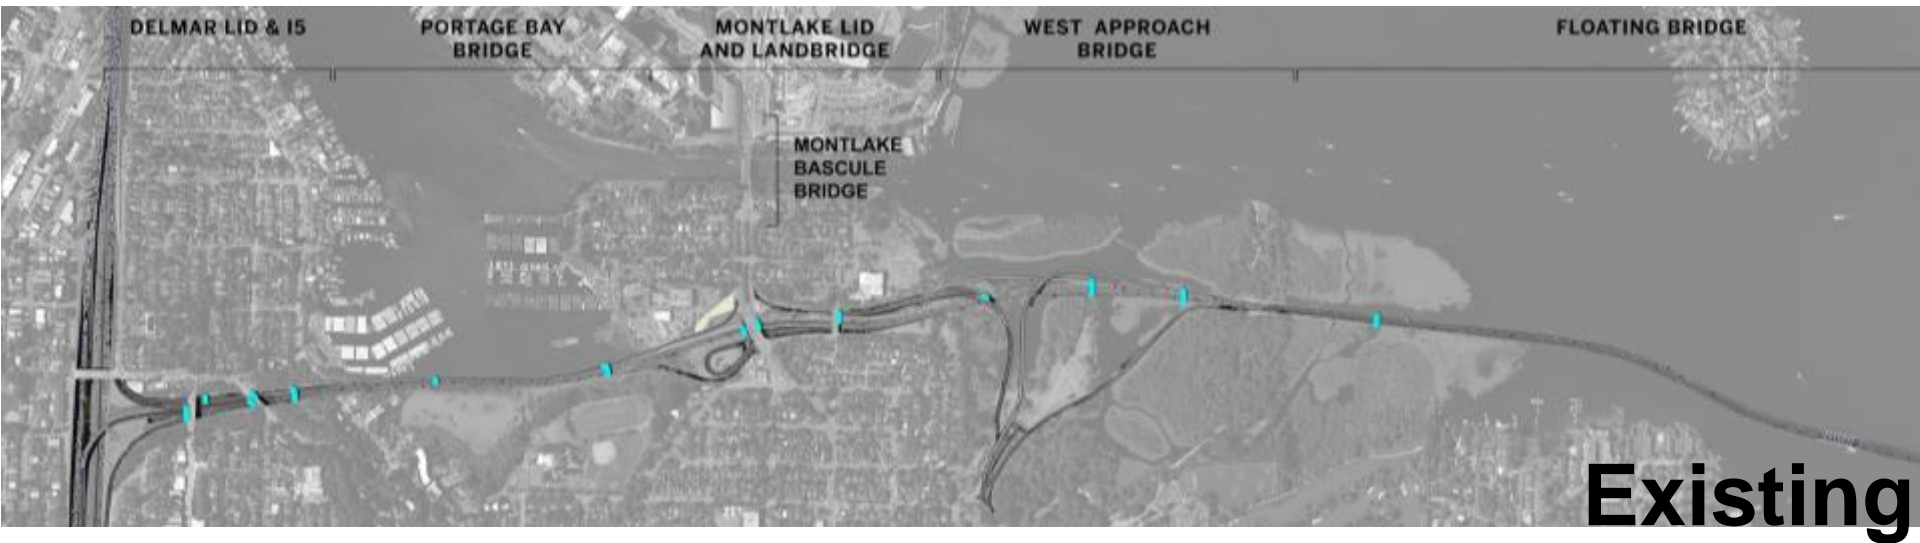 DELMAR LID & I5
PORTAGE BAY
BRIDGE
MONTLAKE LID
AND LANDBRIDGE
WEST APPROACH
BRIDGE
FLOATING BRIDGE
MONTLAKE
BASCULE
BRIDGE
Existing